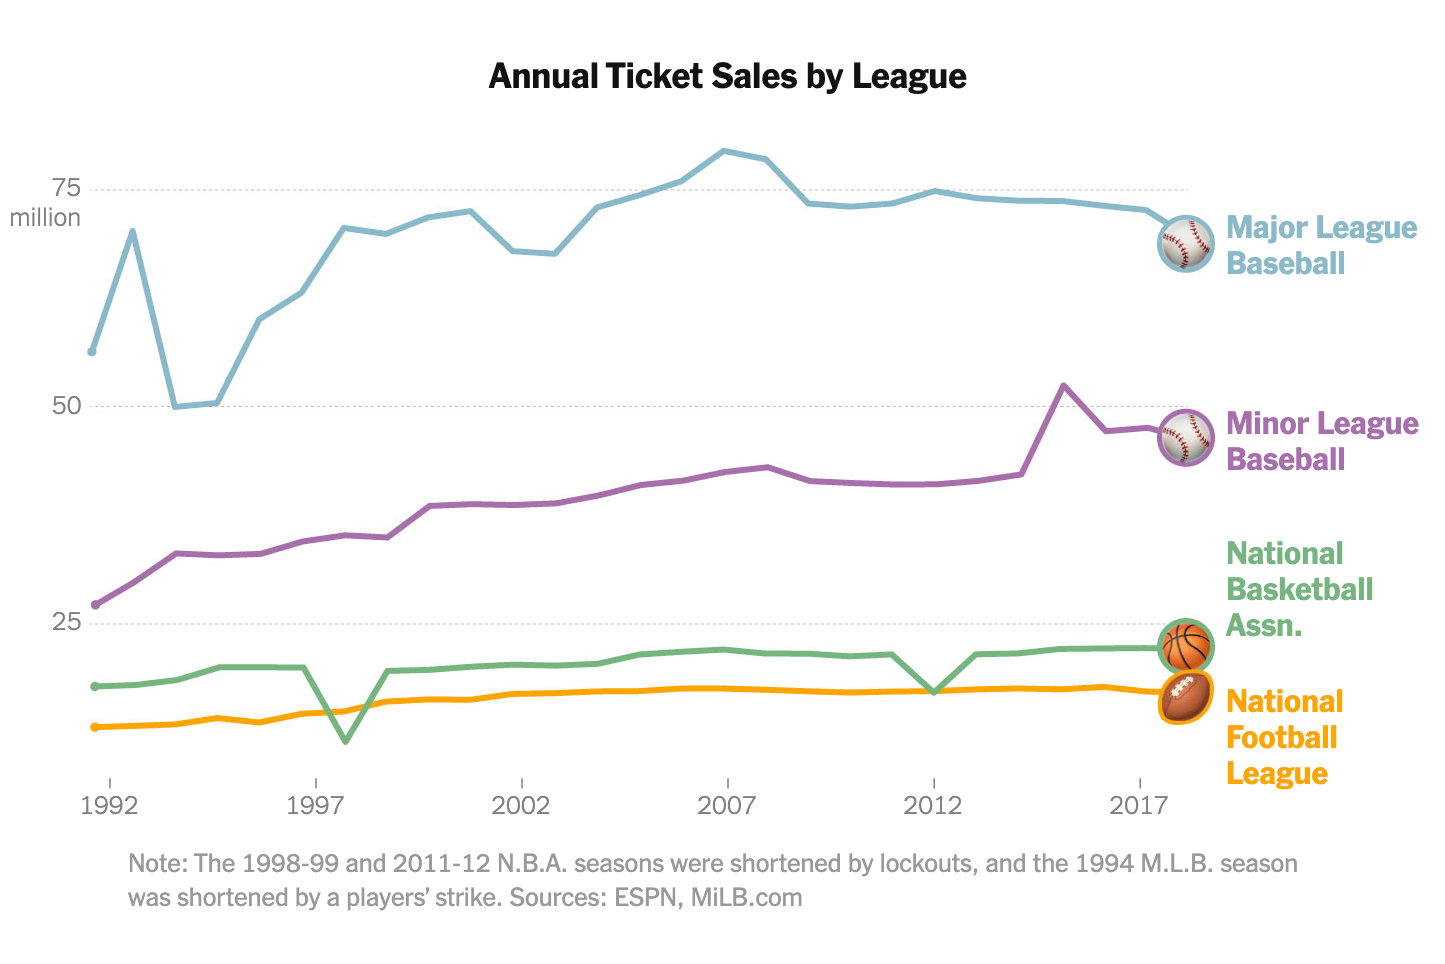 Annual Ticket Sales by League
75
million
50
25
Major League
Baseball
Minor League
Baseball
National
Basketball
Assn.
National
Football
League
1992
1997
2002
2007
2012
2017
Note: The 1998-99 and 2011-12 N.B.A. seasons were shortened by lockouts, and the 1994 M.L.B. season
was shortened by a players’ strike. Sources: ESPN, MiLB.com